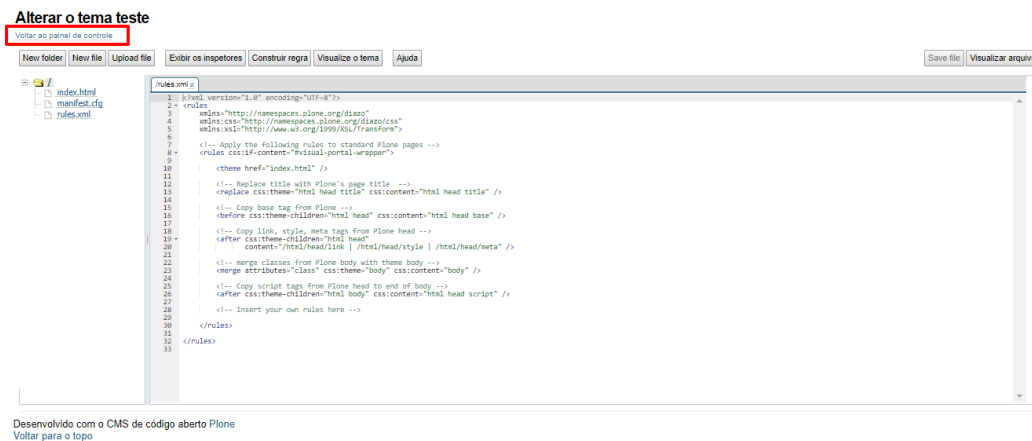 Alterar o tema teste
Voltar ao painel de controle
New folder New file Upload file Exibir os inspetores Construir regra Visualize o tema Ajuda Save file Visualizar arquivo
/
index.html
manifest.cfg
rules.xml
/rules.xml x
1 <?xml version="1.0" encoding="UTF-8"?>
2 <rules
3 xmlns="http://namespaces.plone.org/diazo"
4 xmlns:css="http://namespaces.plone.org/diazo/css"
5 xmlns:xsl="http://www.w3.org/1999/XSL/Transform">
6
7 <!-- Apply the following rules to standard Plone pages -->
8 <rules css:if-content="#visual-portal-wrapper">
9
10 <theme href="index.html" />
11
12 <!-- Replace title with Plone's page title -->
13 <replace css:theme="html head title" css:content="html head title" />
14
15 <!-- Copy base tag from Plone -->
16 <before css:theme-children="html head" css:content="html head base" />
17
18 <!-- Copy link, style, meta tags from Plone head -->
19 <after css:theme-children="html head"
20 content="/html/head/link | /html/head/style | /html/head/meta" />
21
22 <!-- merge classes from Plone body with theme body -->
23 <merge attributes="class" css:theme="body" css:content="body" />
24
25 <!-- Copy script tags from Plone head to end of body -->
26 <after css:theme-children="html body" css:content="html head script" />
27
28 <!-- Insert your own rules here -->
29
30 </rules>
31
32 </rules>
33
Desenvolvido com o CMS de código aberto Plone
Voltar para o topo